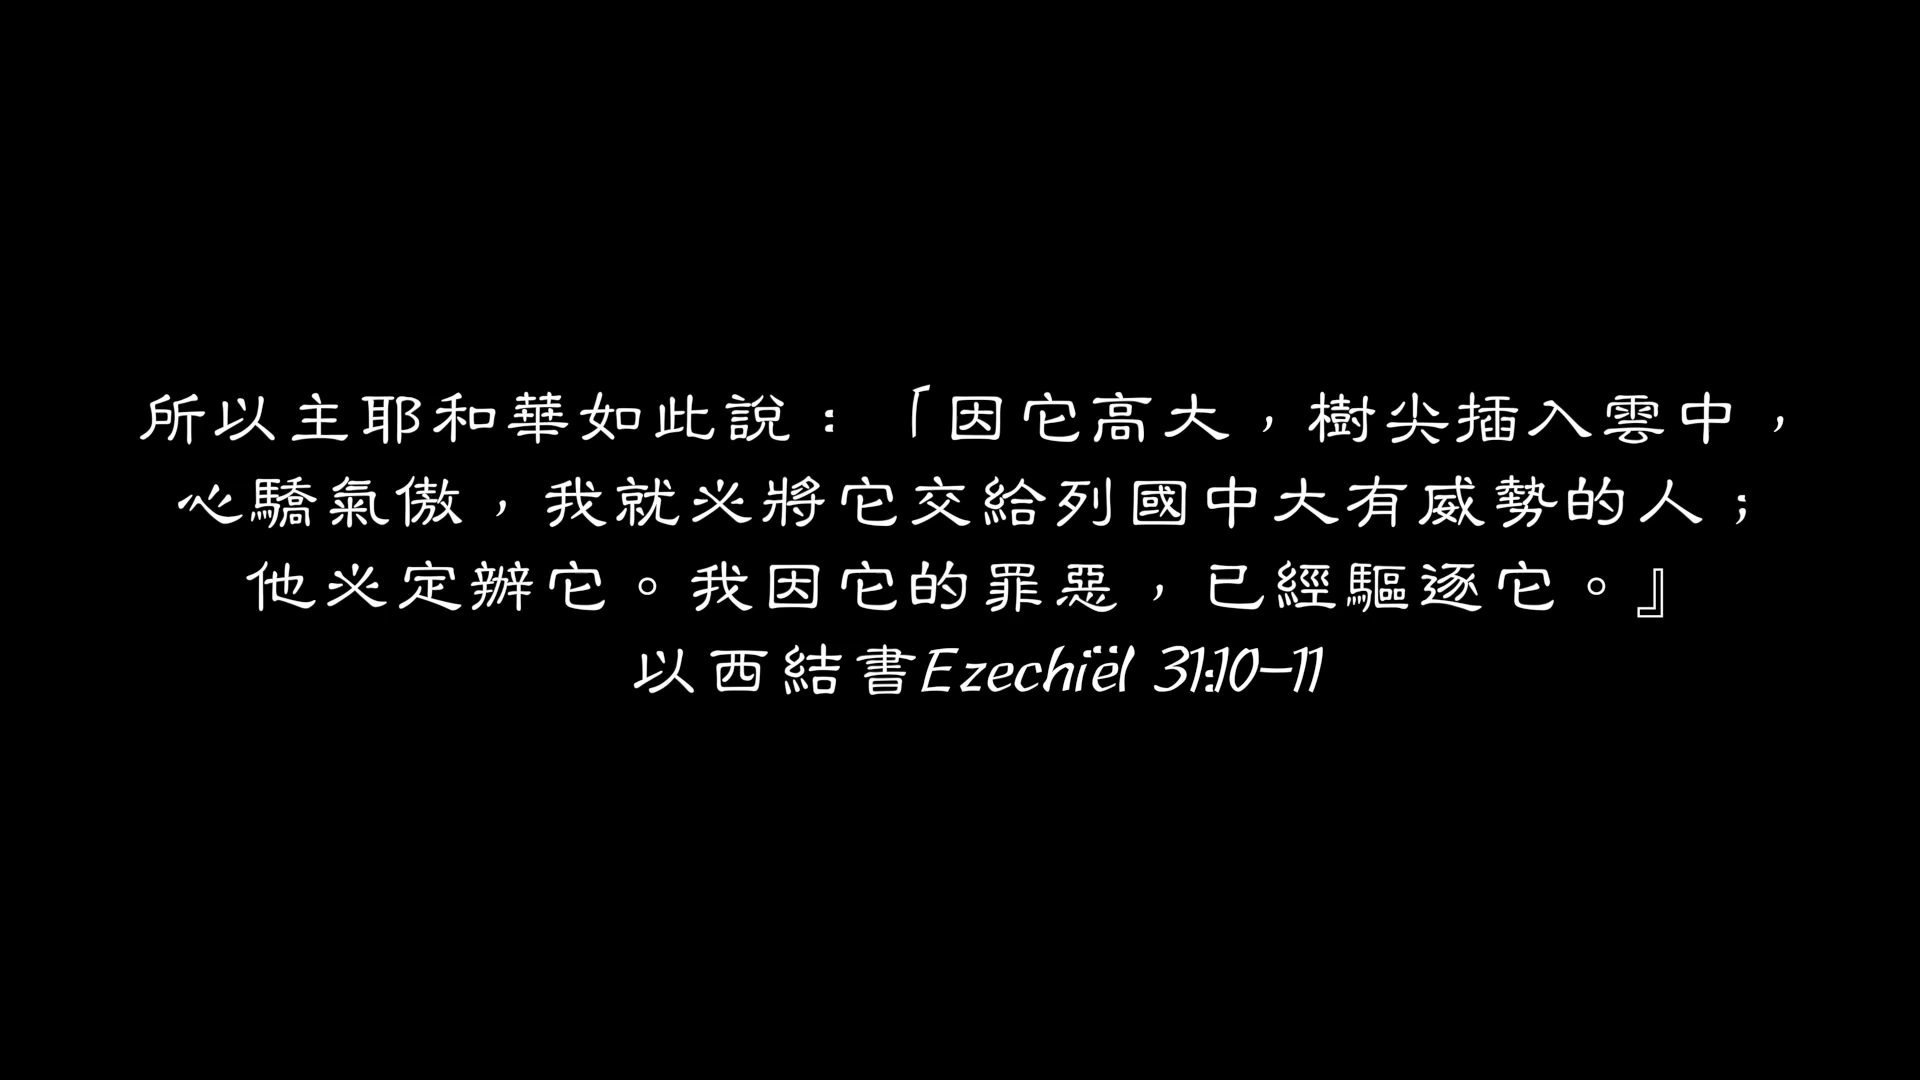 所以主耶和華如此說：「因它高大，樹尖插入雲中，
心驕氣傲，我就必將它交給列國中大有威勢的人；
他必定辦它。我因它的罪惡，已經驅逐它。』
以西結書Ezechiël 31:10-11